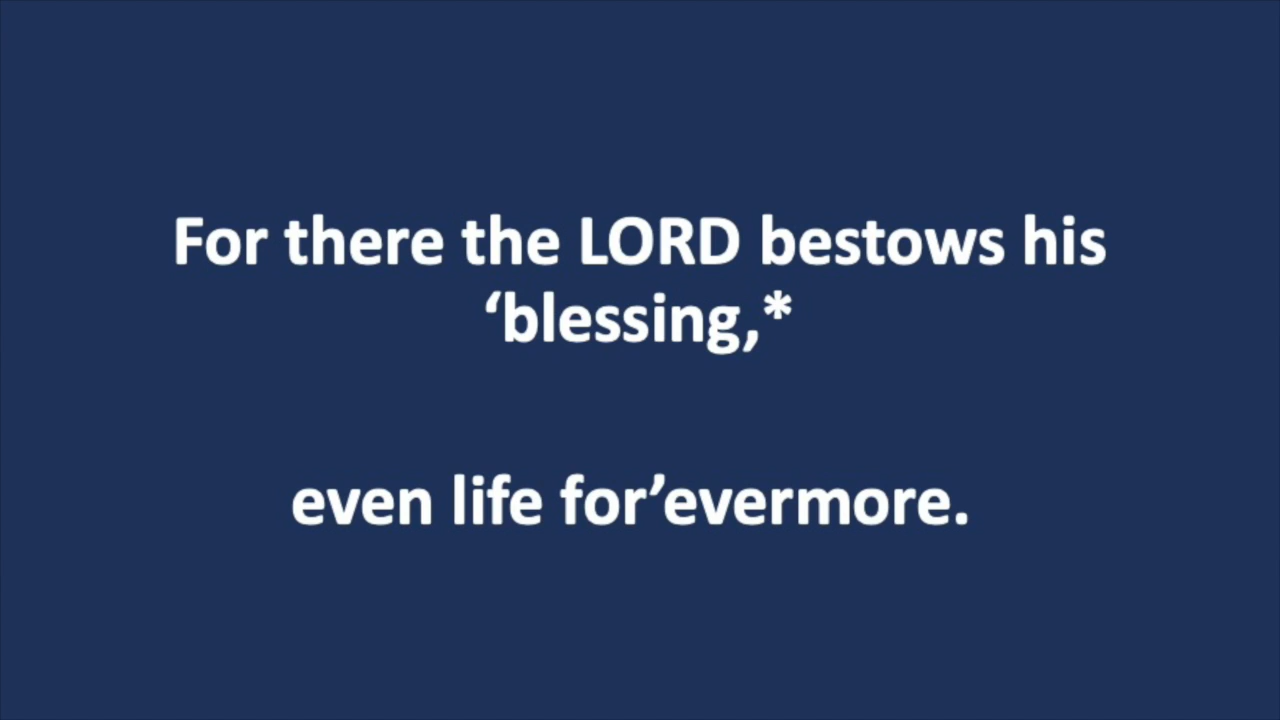 For there the LORD bestows his
‘blessing,*
even life for’evermore.